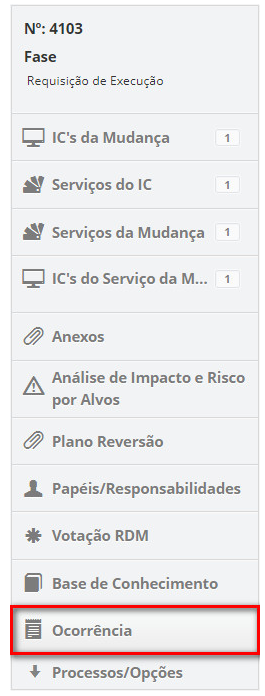 Nº: 4103
Fase
Requisição de Execução
IC's da Mudança 1
Serviços do IC 1
Serviços da Mudança 1
IC's do Serviço da M... 1
Anexos
Análise de Impacto e Risco
por Alvos
Plano Reversão
Papéis/Responsabilidades
Votação RDM
Base de Conhecimento
Ocorrência
Processos/Opções